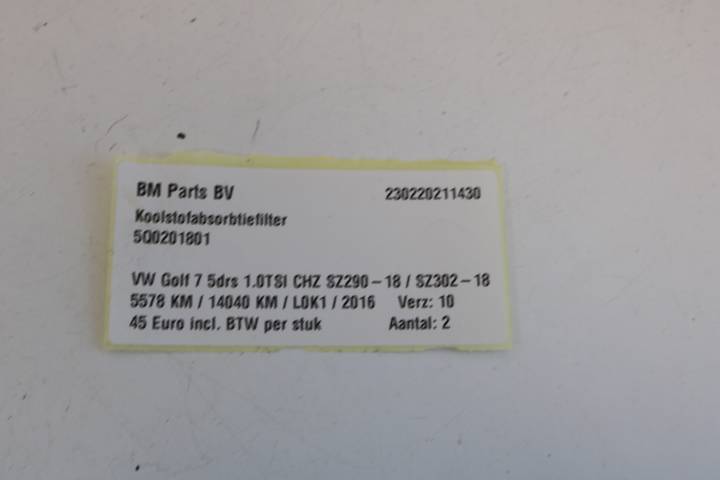 BM Parts BV 230220211430
Koolstofabsorbtiefilter
5Q0201801
VW Golf 7 5drs 1.0TSI CHZ SZ290-18 / SZ302-18
5578 KM / 14040 KM / L0K1 / 2016 Verz: 10
45 Euro incl. BTW per stuk Aantal: 2